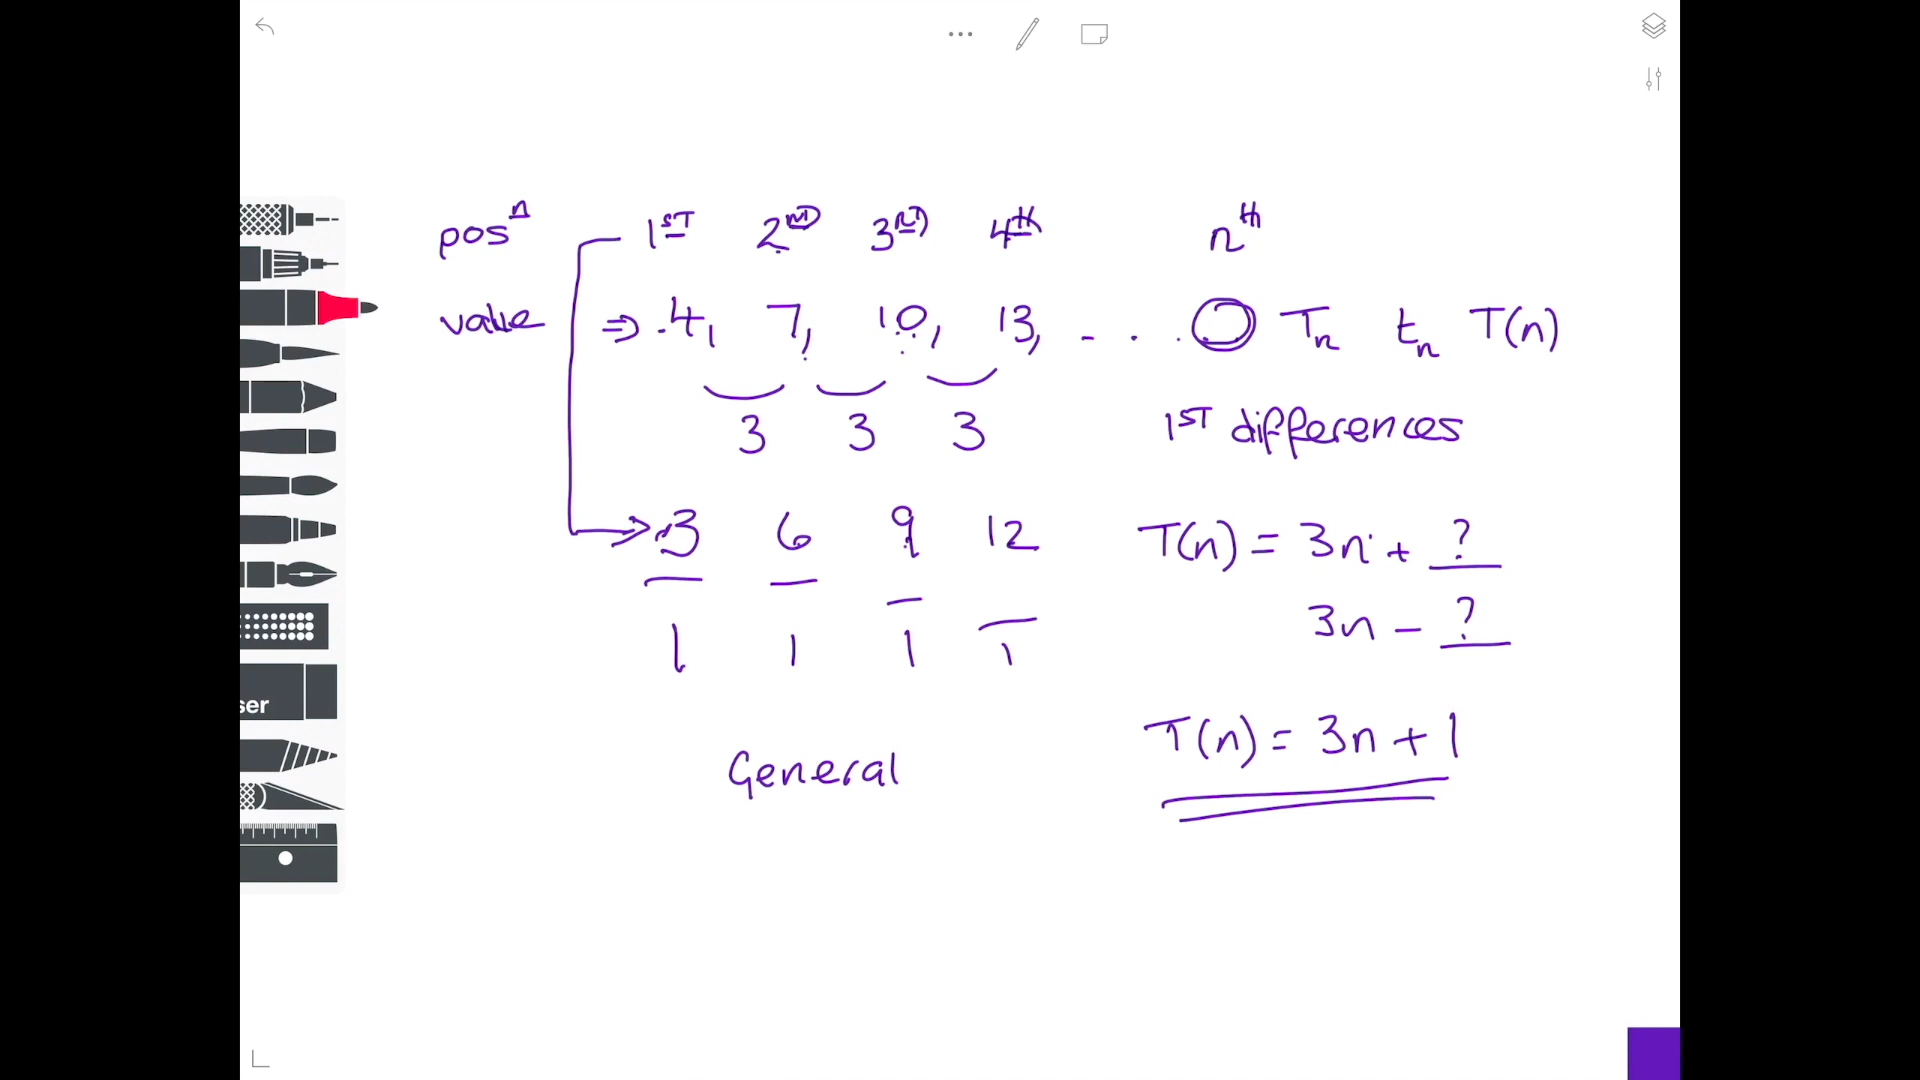 posⁿ 1ST 2ND 3RD 4th nth
value ⇒ 4, 7, 10, 13, . . . Tn tn T(n)
3 3 3 1ST differences
3 6 9 12 T(n) = 3n + ?
3n - ?
1 1 1 1
T(n) = 3n + 1
General
ser